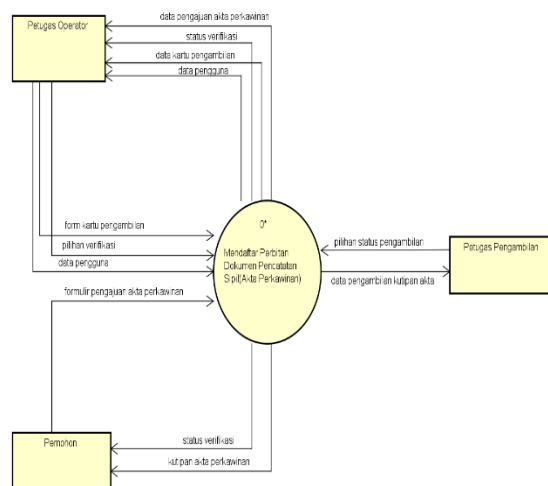 Petugas Operator
data pengajuan akta perkawinan
status verifikasi
data kartu pengambilan
data pengguna
form kartu pengambilan
pilihan verifikasi
data pengguna
formulir pengajuan akta perkawinan
0*
Mendaftar Perbitan
Dokumen Pencatatan
Sipil(Akta Perkawinan)
pilihan status pengambilan
data pengambilan kutipan akta
Petugas Pengambilan
Pemohon
status verifikasi
kutipan akta perkawinan